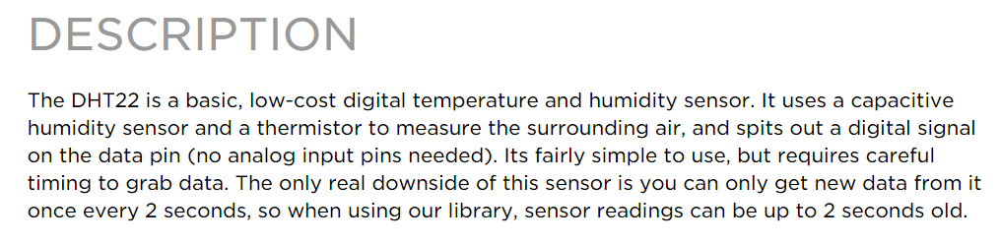 DESCRIPTION
The DHT22 is a basic, low-cost digital temperature and humidity sensor. It uses a capacitive
humidity sensor and a thermistor to measure the surrounding air, and spits out a digital signal
on the data pin (no analog input pins needed). Its fairly simple to use, but requires careful
timing to grab data. The only real downside of this sensor is you can only get new data from it
once every 2 seconds, so when using our library, sensor readings can be up to 2 seconds old.